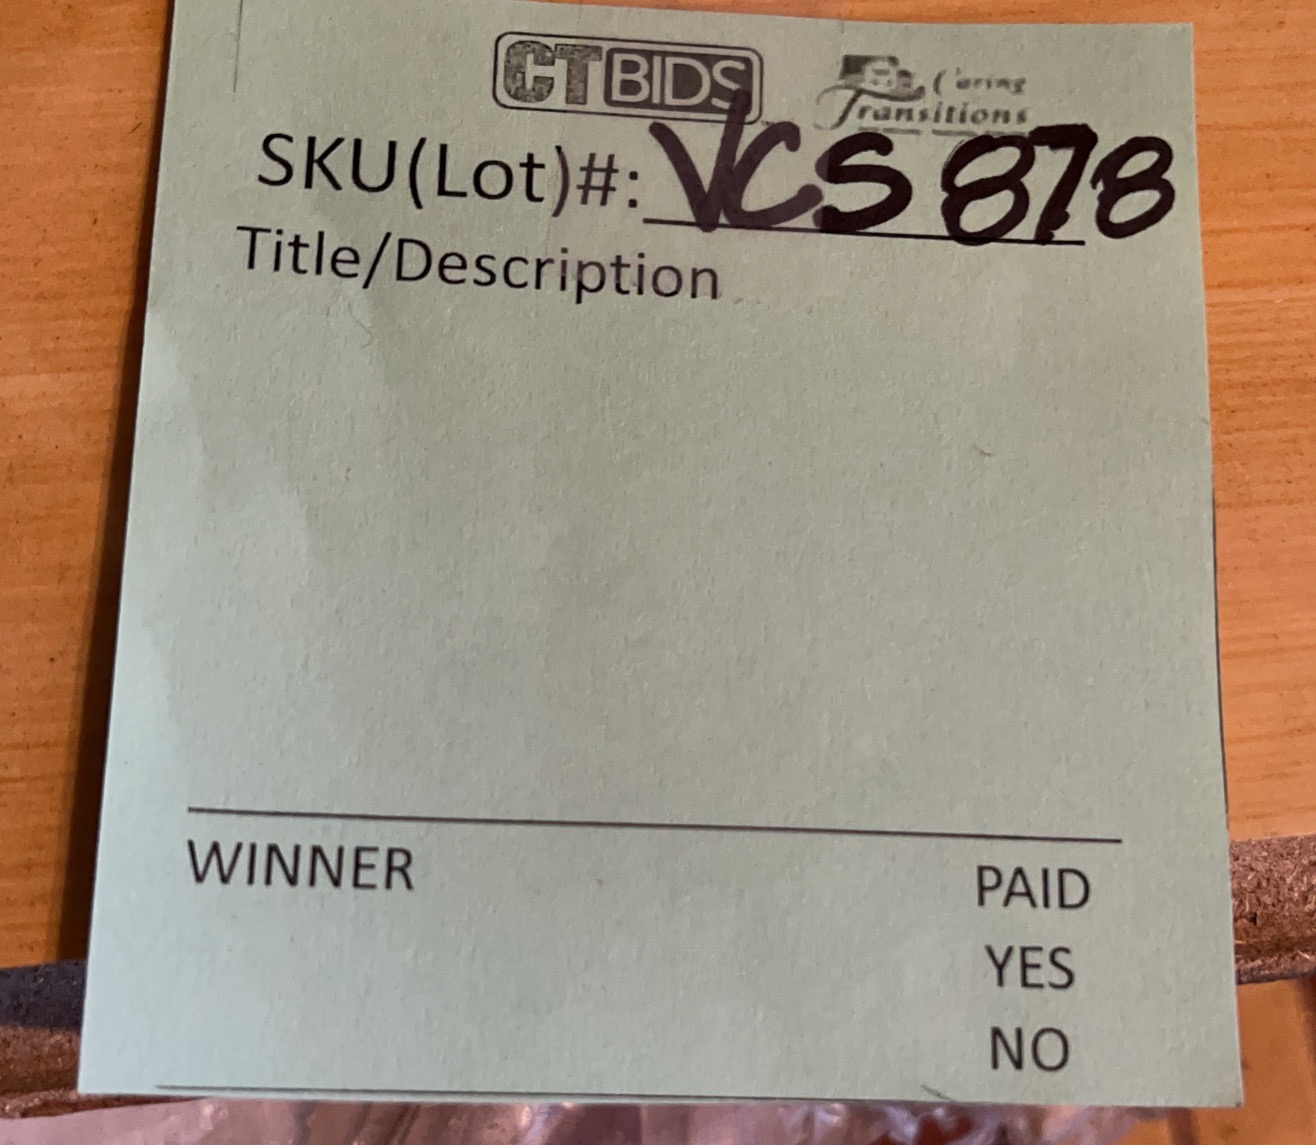 CTBIDS Caring Transitions
SKU(Lot)#: VCS 878
Title/Description
WINNER PAID
YES
NO